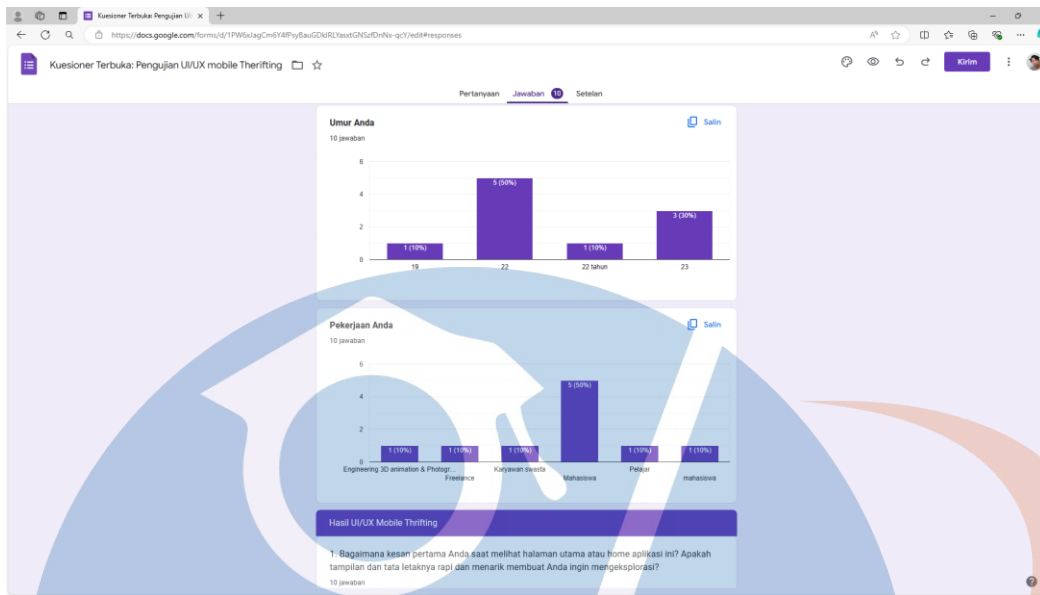 Kuesioner Terbuka: Pengujian UI/
https://docs.google.com/forms/d/1PW6xJagCm6Y4fPsyBauGDklRLYasxtGNSzfDnNx-qcY/edit#responses
Kuesioner Terbuka: Pengujian UI/UX mobile Therifting
Kirim
Pertanyaan Jawaban 10 Setelan
Umur Anda
Salin
10 jawaban
6
4
2
0
1 (10%)
5 (50%)
1 (10%)
3 (30%)
19
22
22 tahun
23
Pekerjaan Anda
Salin
10 jawaban
6
4
2
0
1 (10%)
1 (10%)
1 (10%)
5 (50%)
1 (10%)
1 (10%)
Engineering 3D animation & Photogr...
Freelance
Karyawan swasta
Mahasiswa
Pelajar
mahasiswa
Hasil UI/UX Mobile Thrifting
1. Bagaimana kesan pertama Anda saat melihat halaman utama atau home aplikasi ini? Apakah
tampilan dan tata letaknya rapi dan menarik membuat Anda ingin mengeksplorasi?
10 jawaban